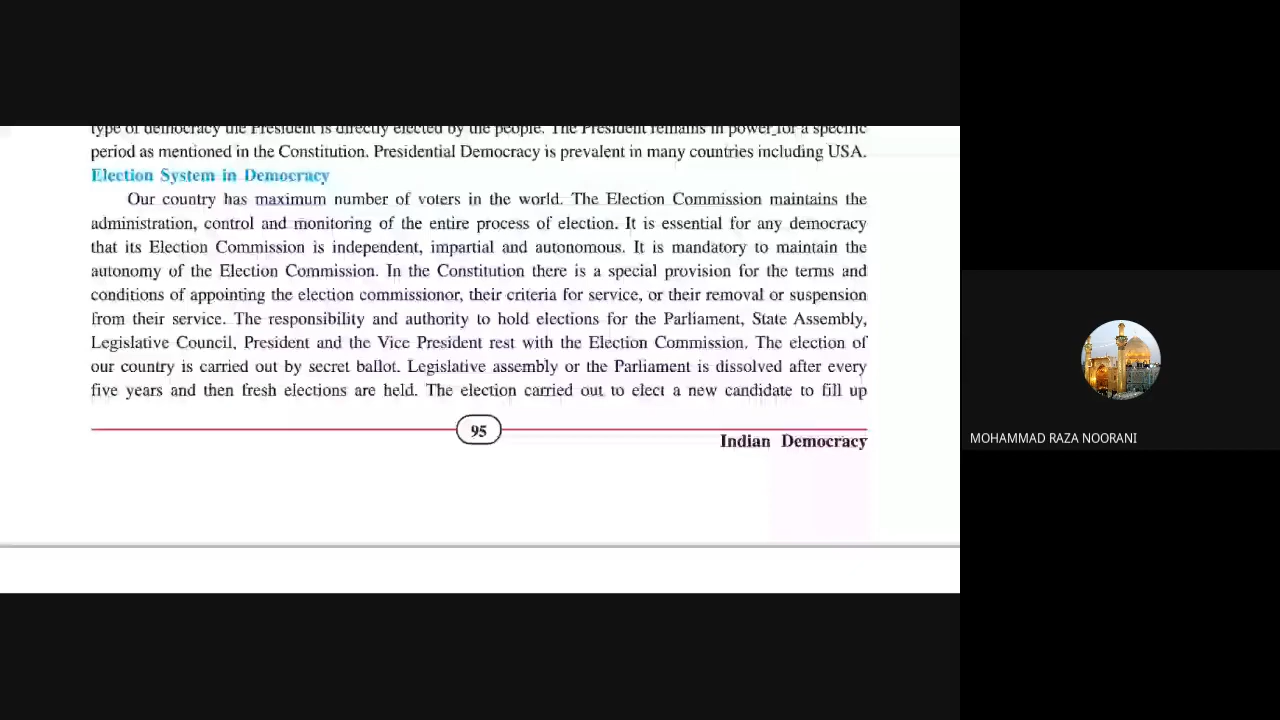 type of democracy the President is directly elected by the people. The President remains in power for a specific
period as mentioned in the Constitution. Presidential Democracy is prevalent in many countries including USA.
Election System in Democracy
Our country has maximum number of voters in the world. The Election Commission maintains the
administration, control and monitoring of the entire process of election. It is essential for any democracy
that its Election Commission is independent, impartial and autonomous. It is mandatory to maintain the
autonomy of the Election Commission. In the Constitution there is a special provision for the terms and
conditions of appointing the election commissionor, their criteria for service, or their removal or suspension
from their service. The responsibility and authority to hold elections for the Parliament, State Assembly,
Legislative Council, President and the Vice President rest with the Election Commission. The election of
our country is carried out by secret ballot. Legislative assembly or the Parliament is dissolved after every
five years and then fresh elections are held. The election carried out to elect a new candidate to fill up
95
Indian Democracy
MOHAMMAD RAZA NOORANI